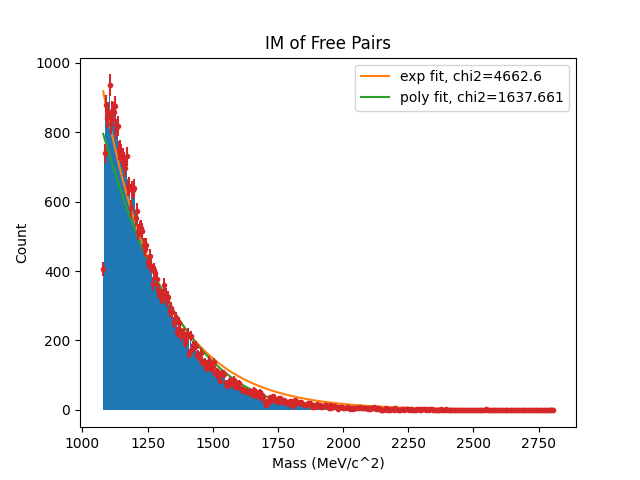 IM of Free Pairs
exp fit, chi2=4662.6
poly fit, chi2=1637.661
Count
1000
800
600
400
200
0
1000 1250 1500 1750 2000 2250 2500 2750
Mass (MeV/c^2)